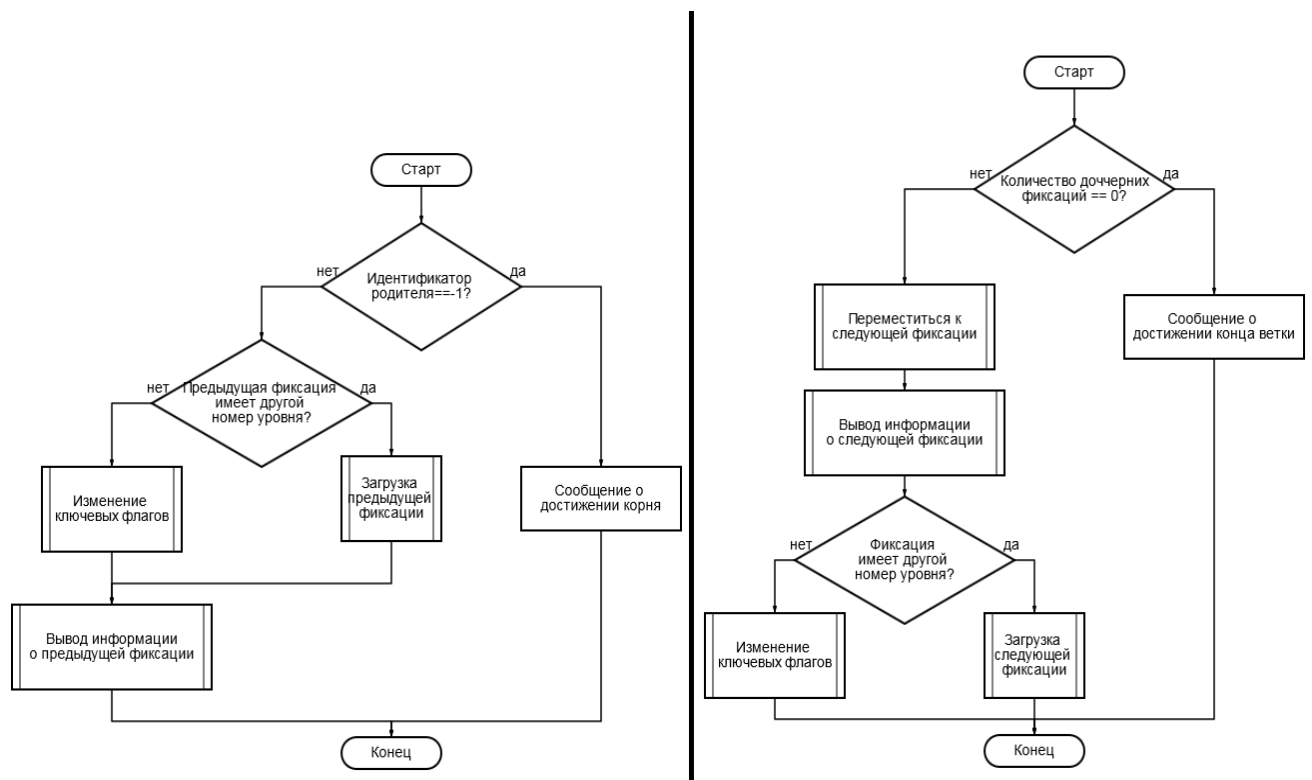 Старт
Идентификатор
родителя==-1?
нет
да
Предыдущая фиксация
имеет другой
номер уровня?
нет
да
Изменение
ключевых флагов
Загрузка
предыдущей
фиксации
Сообщение о
достижении корня
Вывод информации
о предыдущей фиксации
Конец
Старт
Количество доччерних
фиксаций == 0?
нет
да
Переместиться к
следующей фиксации
Сообщение о
достижении конца ветки
Вывод информации
о следующей фиксации
Фиксация
имеет другой
номер уровня?
нет
да
Изменение
ключевых флагов
Загрузка
следующей
фиксации
Конец